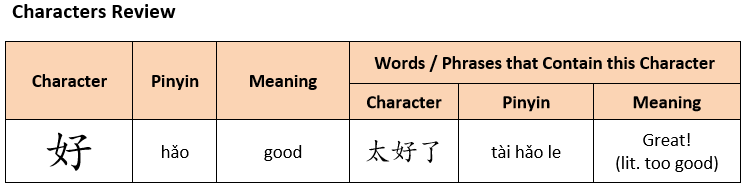 Characters Review
Character Pinyin Meaning Words / Phrases that Contain this Character
Character Pinyin Meaning
好 hǎo good 太好了 tài hǎo le Great!
(lit. too good)